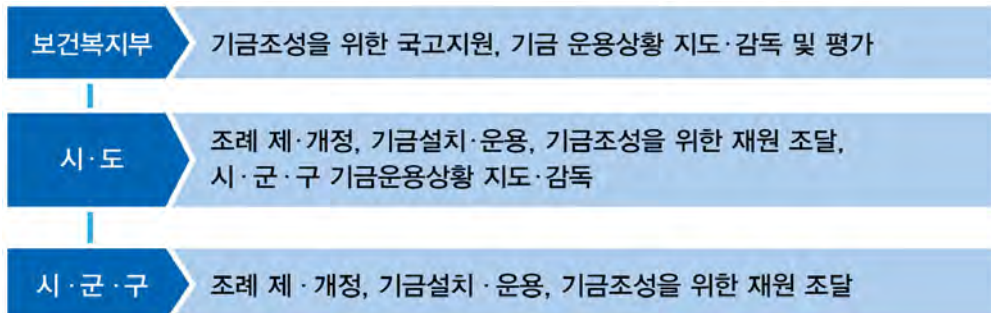 보건복지부
기금조성을 위한 국고지원, 기금 운용상황 지도·감독 및 평가
시·도
조례 제·개정, 기금설치·운용, 기금조성을 위한 재원 조달,
시·군·구 기금운용상황 지도·감독
시·군·구
조례 제·개정, 기금설치·운용, 기금조성을 위한 재원 조달